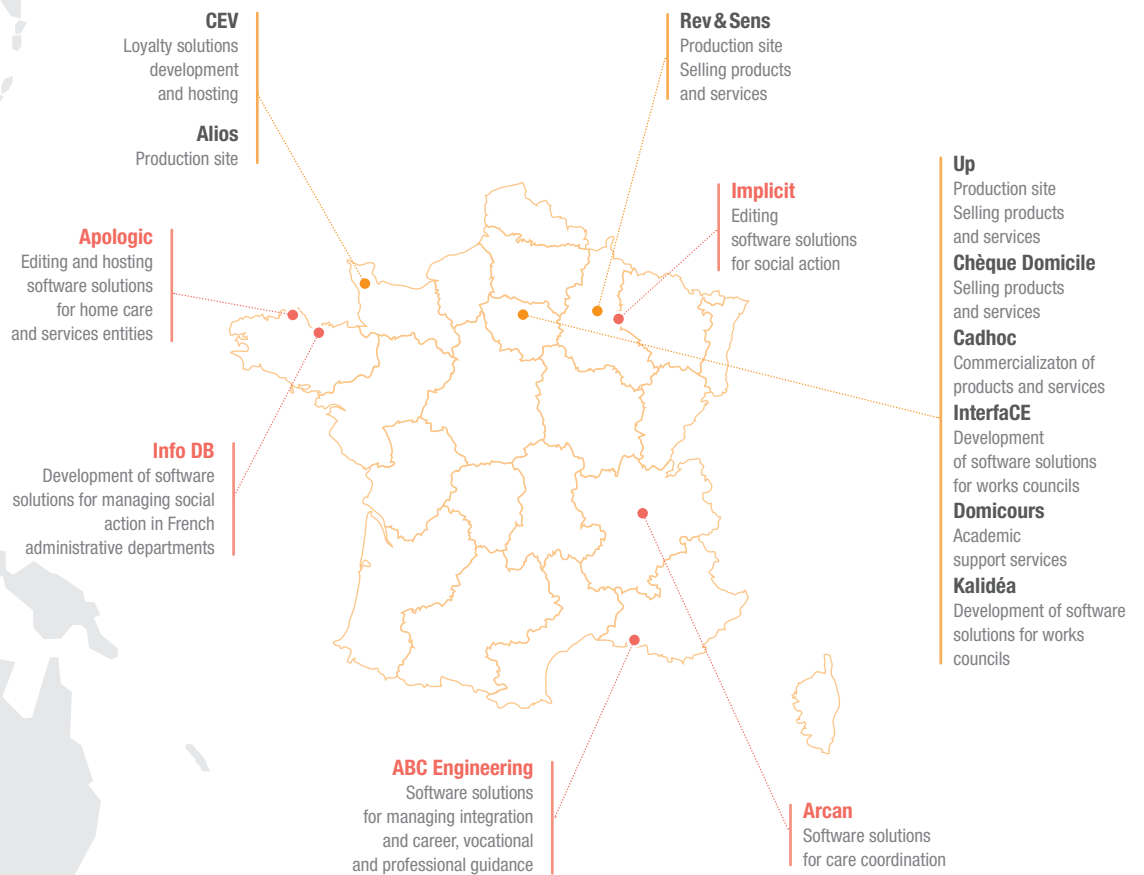 CEV
Loyalty solutions
development
and hosting
Alios
Production site
Rev & Sens
Production site
Selling products
and services
Implicit
Editing
software solutions
for social action
Up
Production site
Selling products
and services
Chèque Domicile
Selling products
and services
Cadhoc
Commercializaton of
products and services
InterfaCE
Development
of software solutions
for works councils
Domicours
Academic
support services
Kalidéa
Development of software
solutions for works
councils
Apologic
Editing and hosting
software solutions
for home care
and services entities
Info DB
Development of software
solutions for managing social
action in French
administrative departments
ABC Engineering
Software solutions
for managing integration
and career, vocational
and professional guidance
Arcan
Software solutions
for care coordination